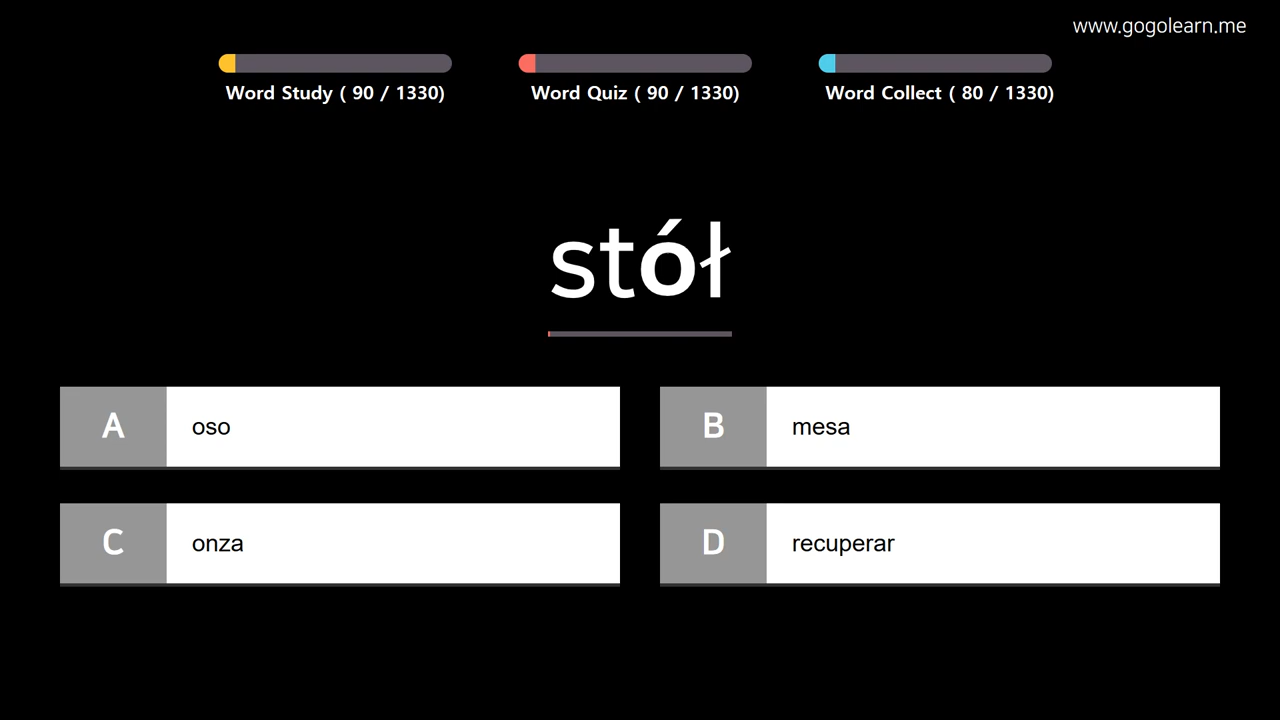 www.gogolearn.me
Word Study ( 90 / 1330)
Word Quiz ( 90 / 1330)
Word Collect ( 80 / 1330)
stół
A oso
B mesa
C onza
D recuperar